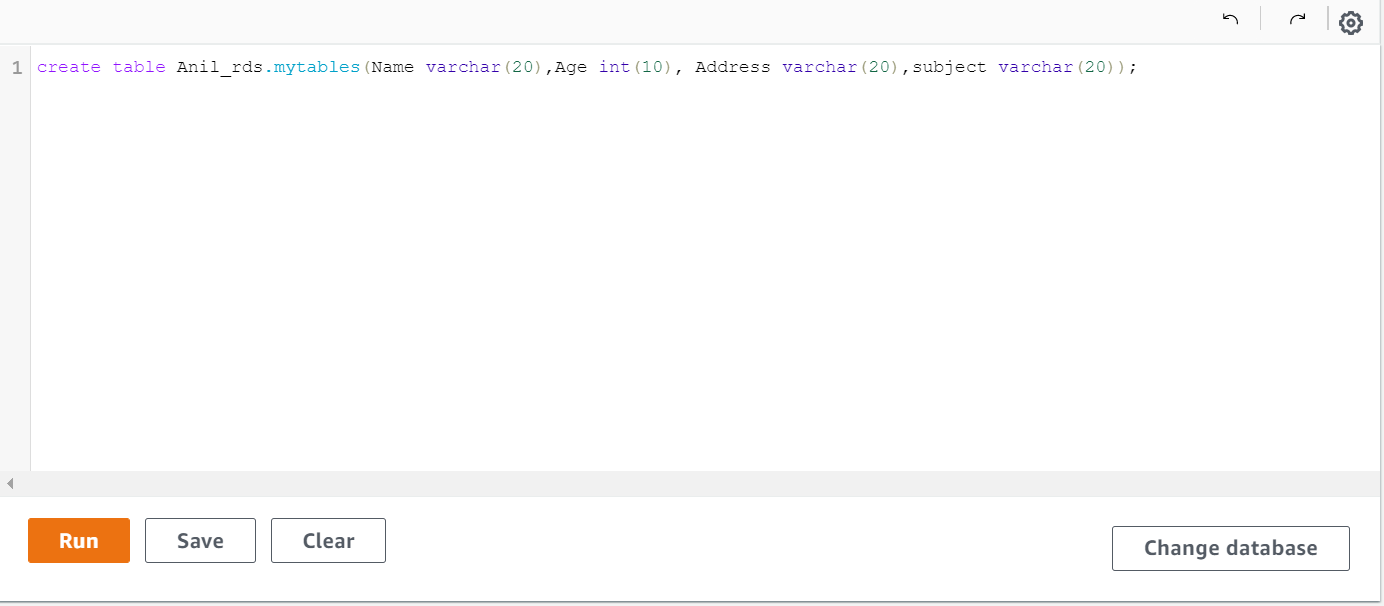 1 create table Anil_rds.mytables(Name varchar(20),Age int(10), Address varchar(20),subject varchar(20));
Run Save Clear Change database